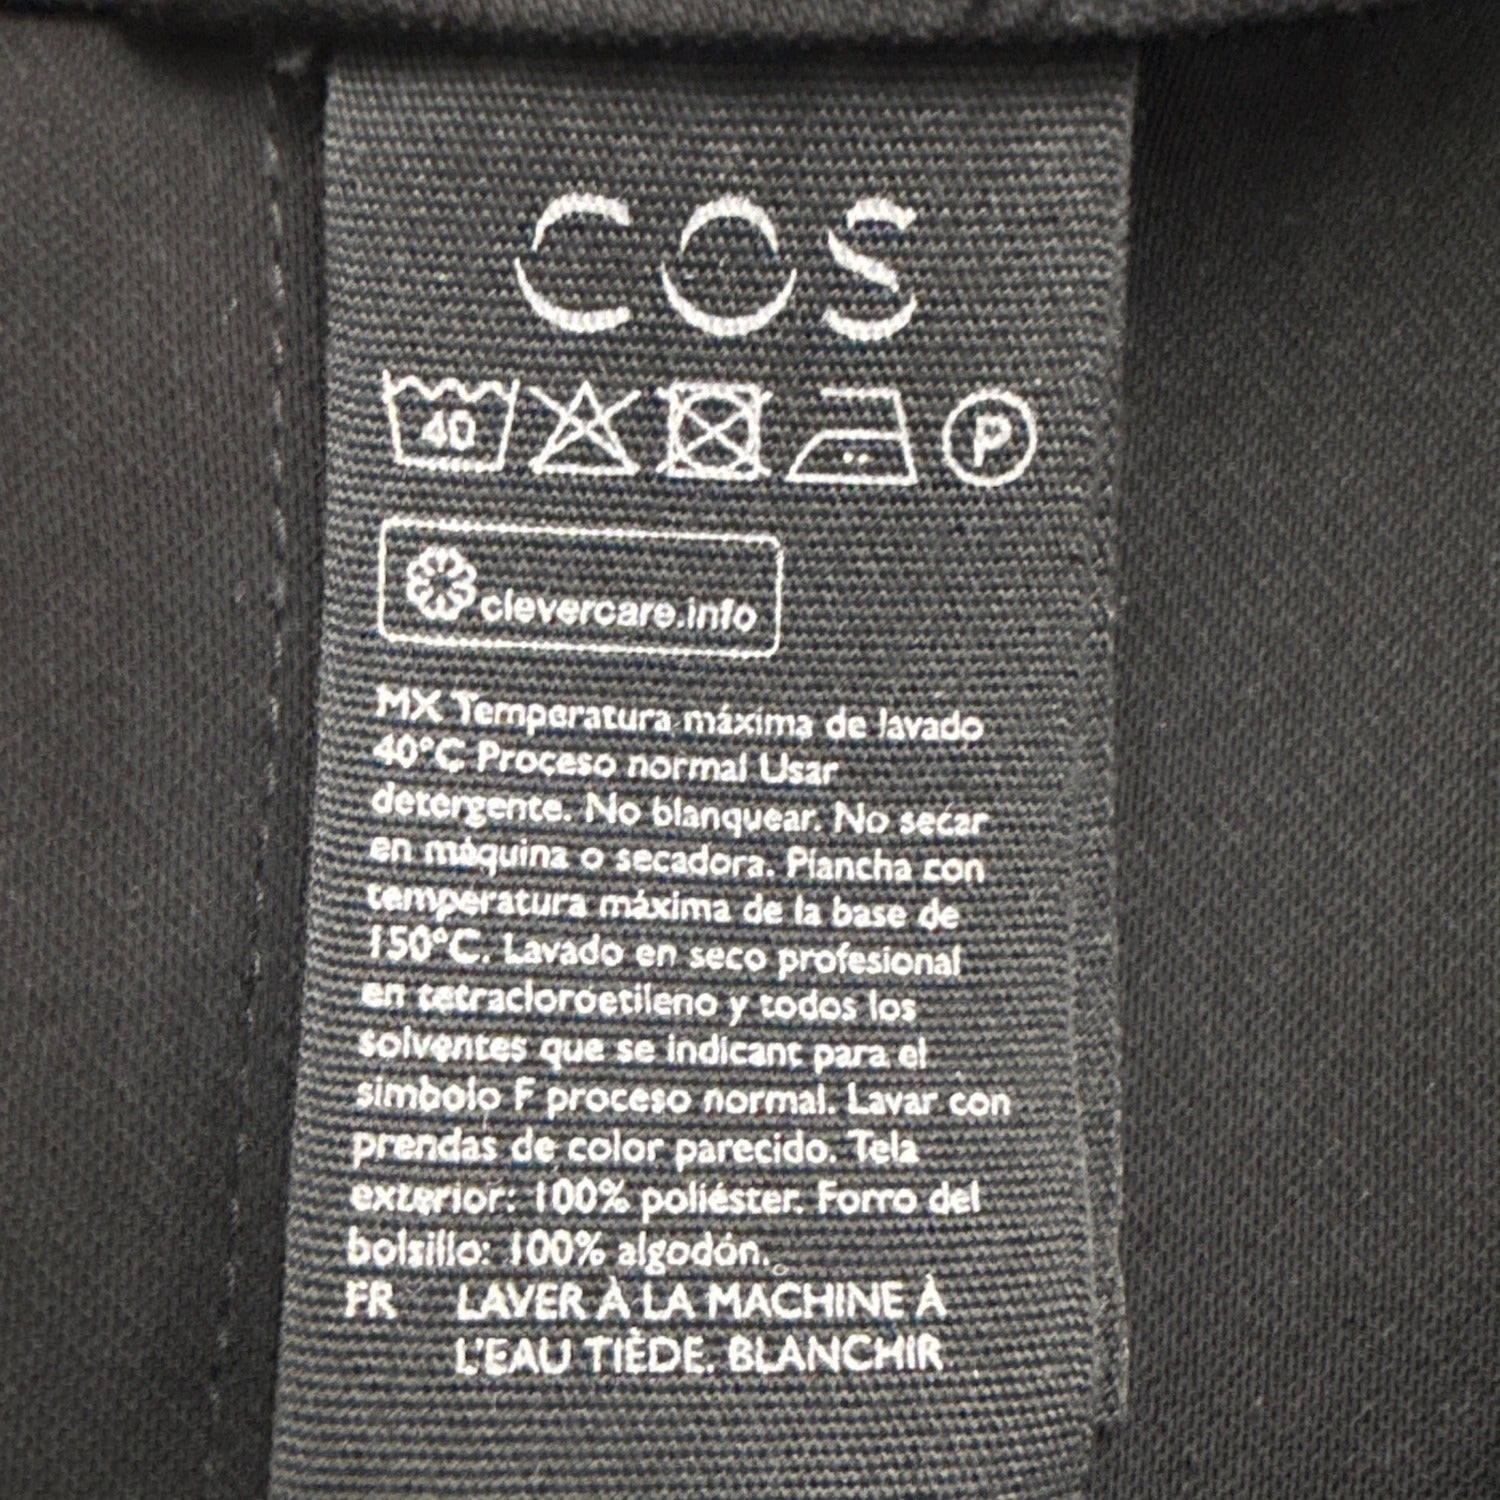 COS
40
P
clevercare.info
MX Temperatura máxima de lavado
40°C Proceso normal Usar
detergente. No blanquear. No secar
en máquina o secadora. Plancha con
temperatura máxima de la base de
150°C. Lavado en seco profesional
en tetracloroetileno y todos los
solventes que se indicant para el
simbolo F proceso normal. Lavar con
prendas de color parecido. Tela
exterior: 100% poliéster. Forro del
bolsillo: 100% algodón.
FR LAVER À LA MACHINE À
L'EAU TIÈDE. BLANCHIR